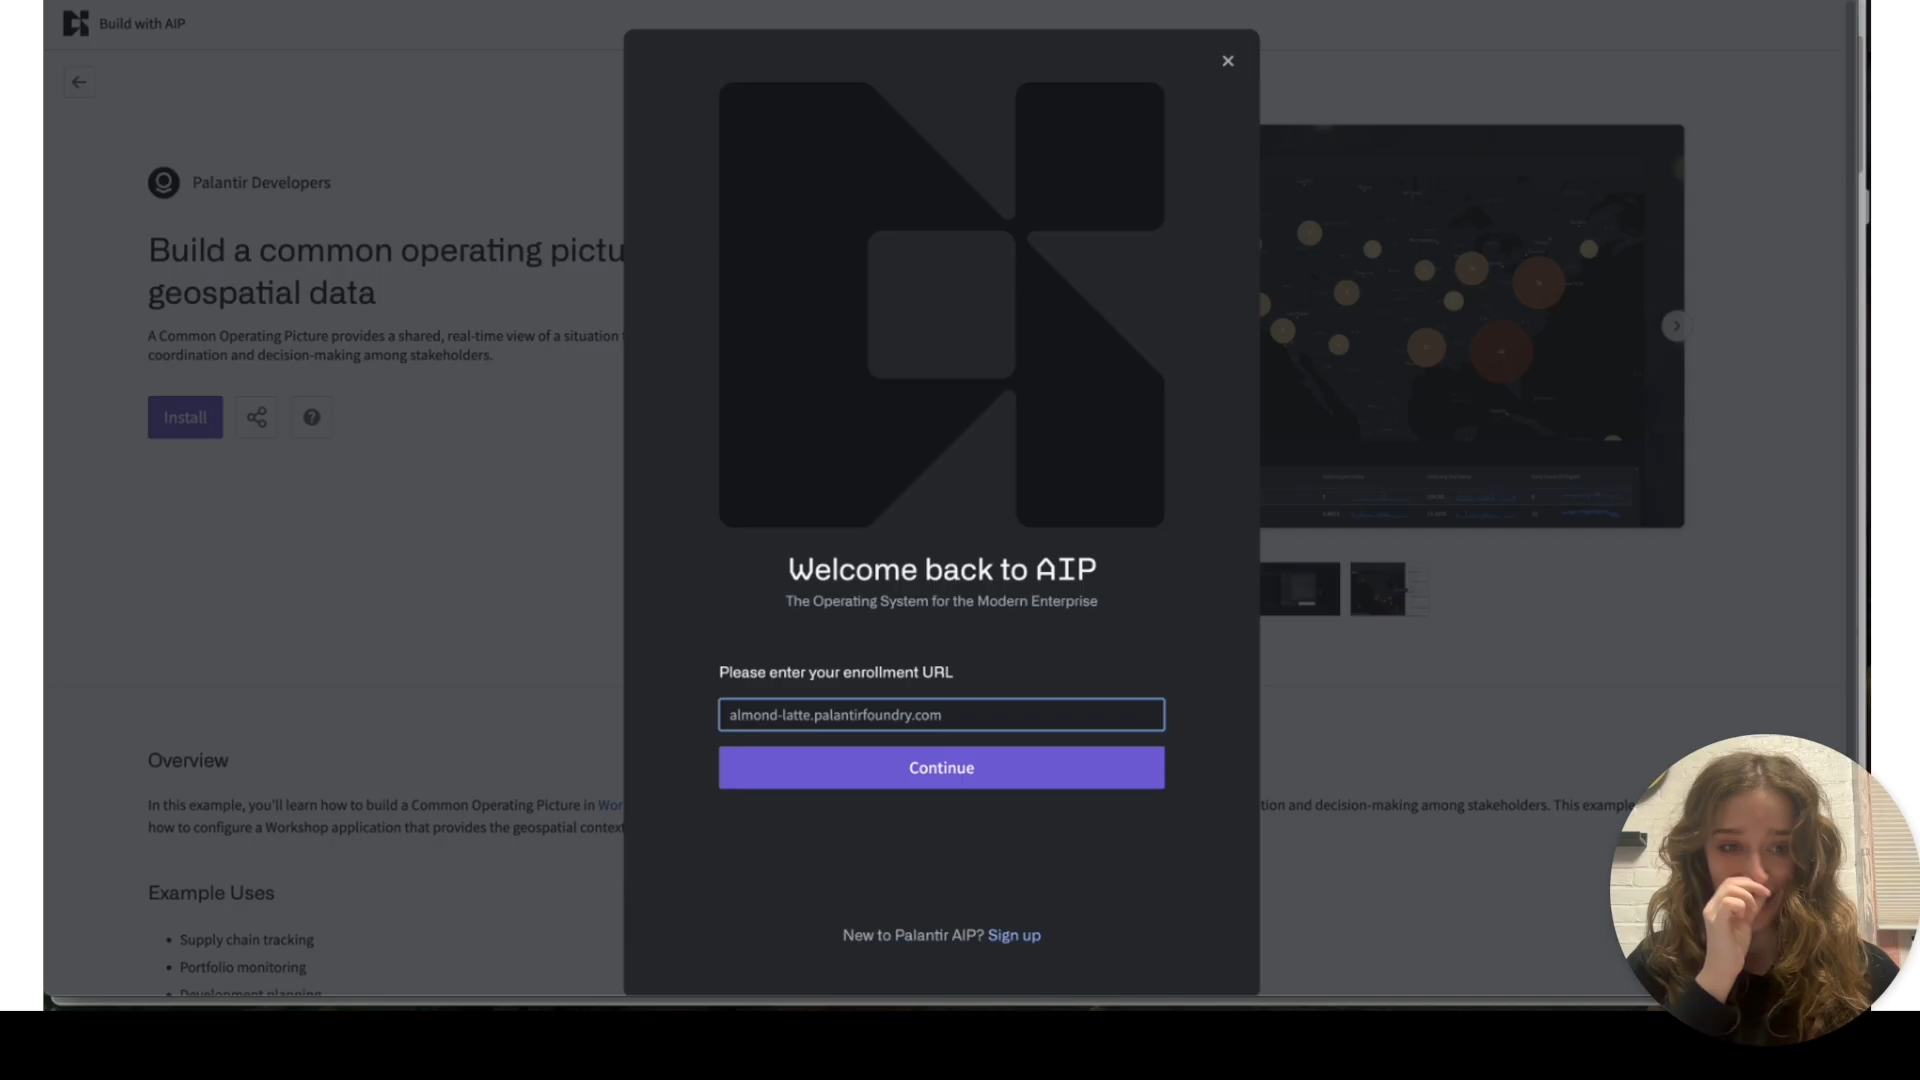 Build with AIP
Palantir Developers
Build a common operating pictu
geospatial data
A Common Operating Picture provides a shared, real-time view of a situation
coordination and decision-making among stakeholders.
Install
Welcome back to AIP
The Operating System for the Modern Enterprise
Please enter your enrollment URL
almond-latte.palantirfoundry.com
Continue
New to Palantir AIP? Sign up
Overview
In this example, you'll learn how to build a Common Operating Picture in Wor
tion and decision-making among stakeholders. This example
how to configure a Workshop application that provides the geospatial context
Example Uses
• Supply chain tracking
• Portfolio monitoring
• Development planning